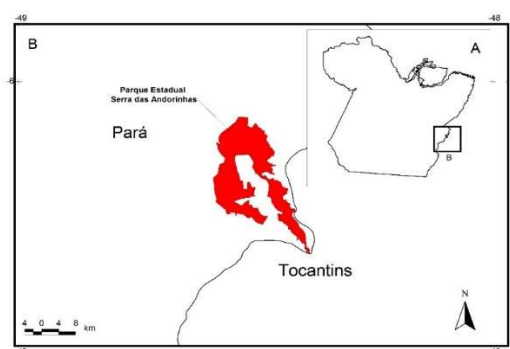 -49
-48
B
A
-6
Parque Estadual
Serra das Andorinhas
Pará
B
Tocantins
N
4 0 4 8
km